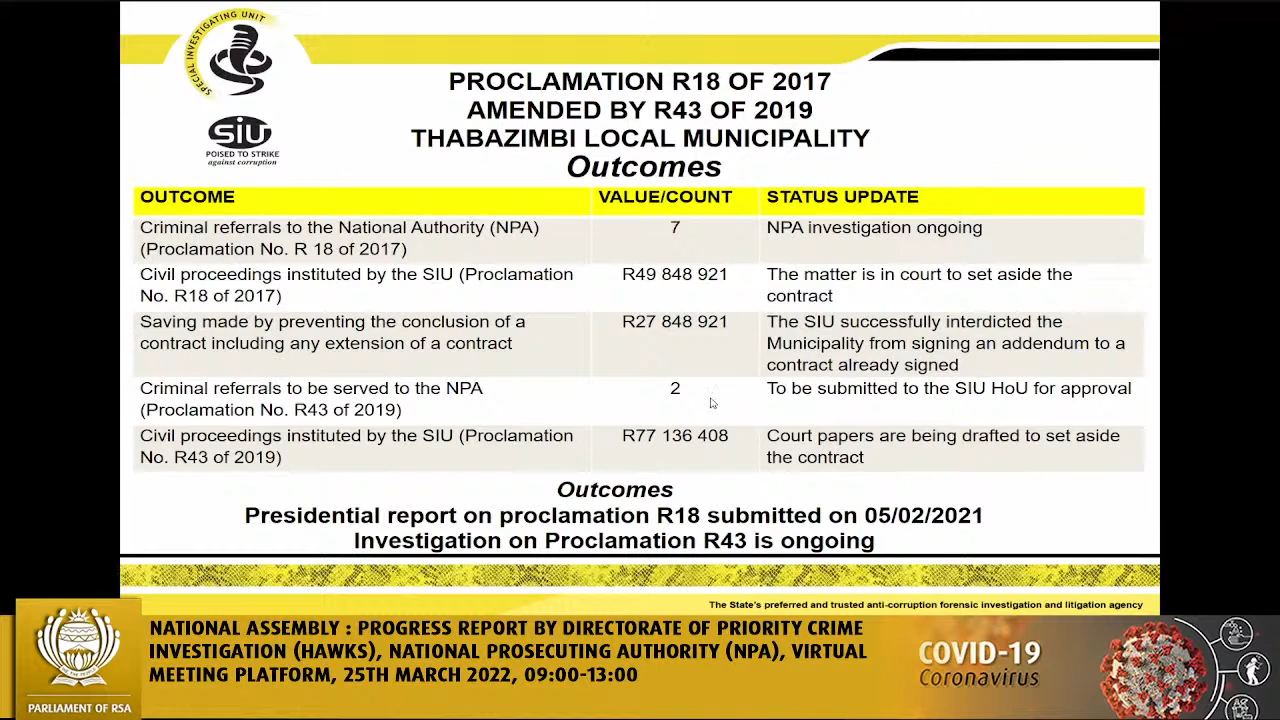 SPECIAL INVESTIGATING UNIT
SiU
POISED TO STRIKE
against corruption
PROCLAMATION R18 OF 2017
AMENDED BY R43 OF 2019
THABAZIMBI LOCAL MUNICIPALITY
Outcomes
OUTCOME VALUE/COUNT STATUS UPDATE
Criminal referrals to the National Authority (NPA) 7 NPA investigation ongoing
(Proclamation No. R 18 of 2017)
Civil proceedings instituted by the SIU (Proclamation R49 848 921 The matter is in court to set aside the
No. R18 of 2017) contract
Saving made by preventing the conclusion of a R27 848 921 The SIU successfully interdicted the
contract including any extension of a contract Municipality from signing an addendum to a
contract already signed
Criminal referrals to be served to the NPA 2 To be submitted to the SIU HoU for approval
(Proclamation No. R43 of 2019)
Civil proceedings instituted by the SIU (Proclamation R77 136 408 Court papers are being drafted to set aside
No. R43 of 2019) the contract
Outcomes
Presidential report on proclamation R18 submitted on 05/02/2021
Investigation on Proclamation R43 is ongoing
The State's preferred and trusted anti-corruption forensic investigation and litigation agency
NATIONAL ASSEMBLY : PROGRESS REPORT BY DIRECTORATE OF PRIORITY CRIME
INVESTIGATION (HAWKS), NATIONAL PROSECUTING AUTHORITY (NPA), VIRTUAL
MEETING PLATFORM, 25TH MARCH 2022, 09:00-13:00
PARLIAMENT OF RSA
COVID-19
Coronavirus